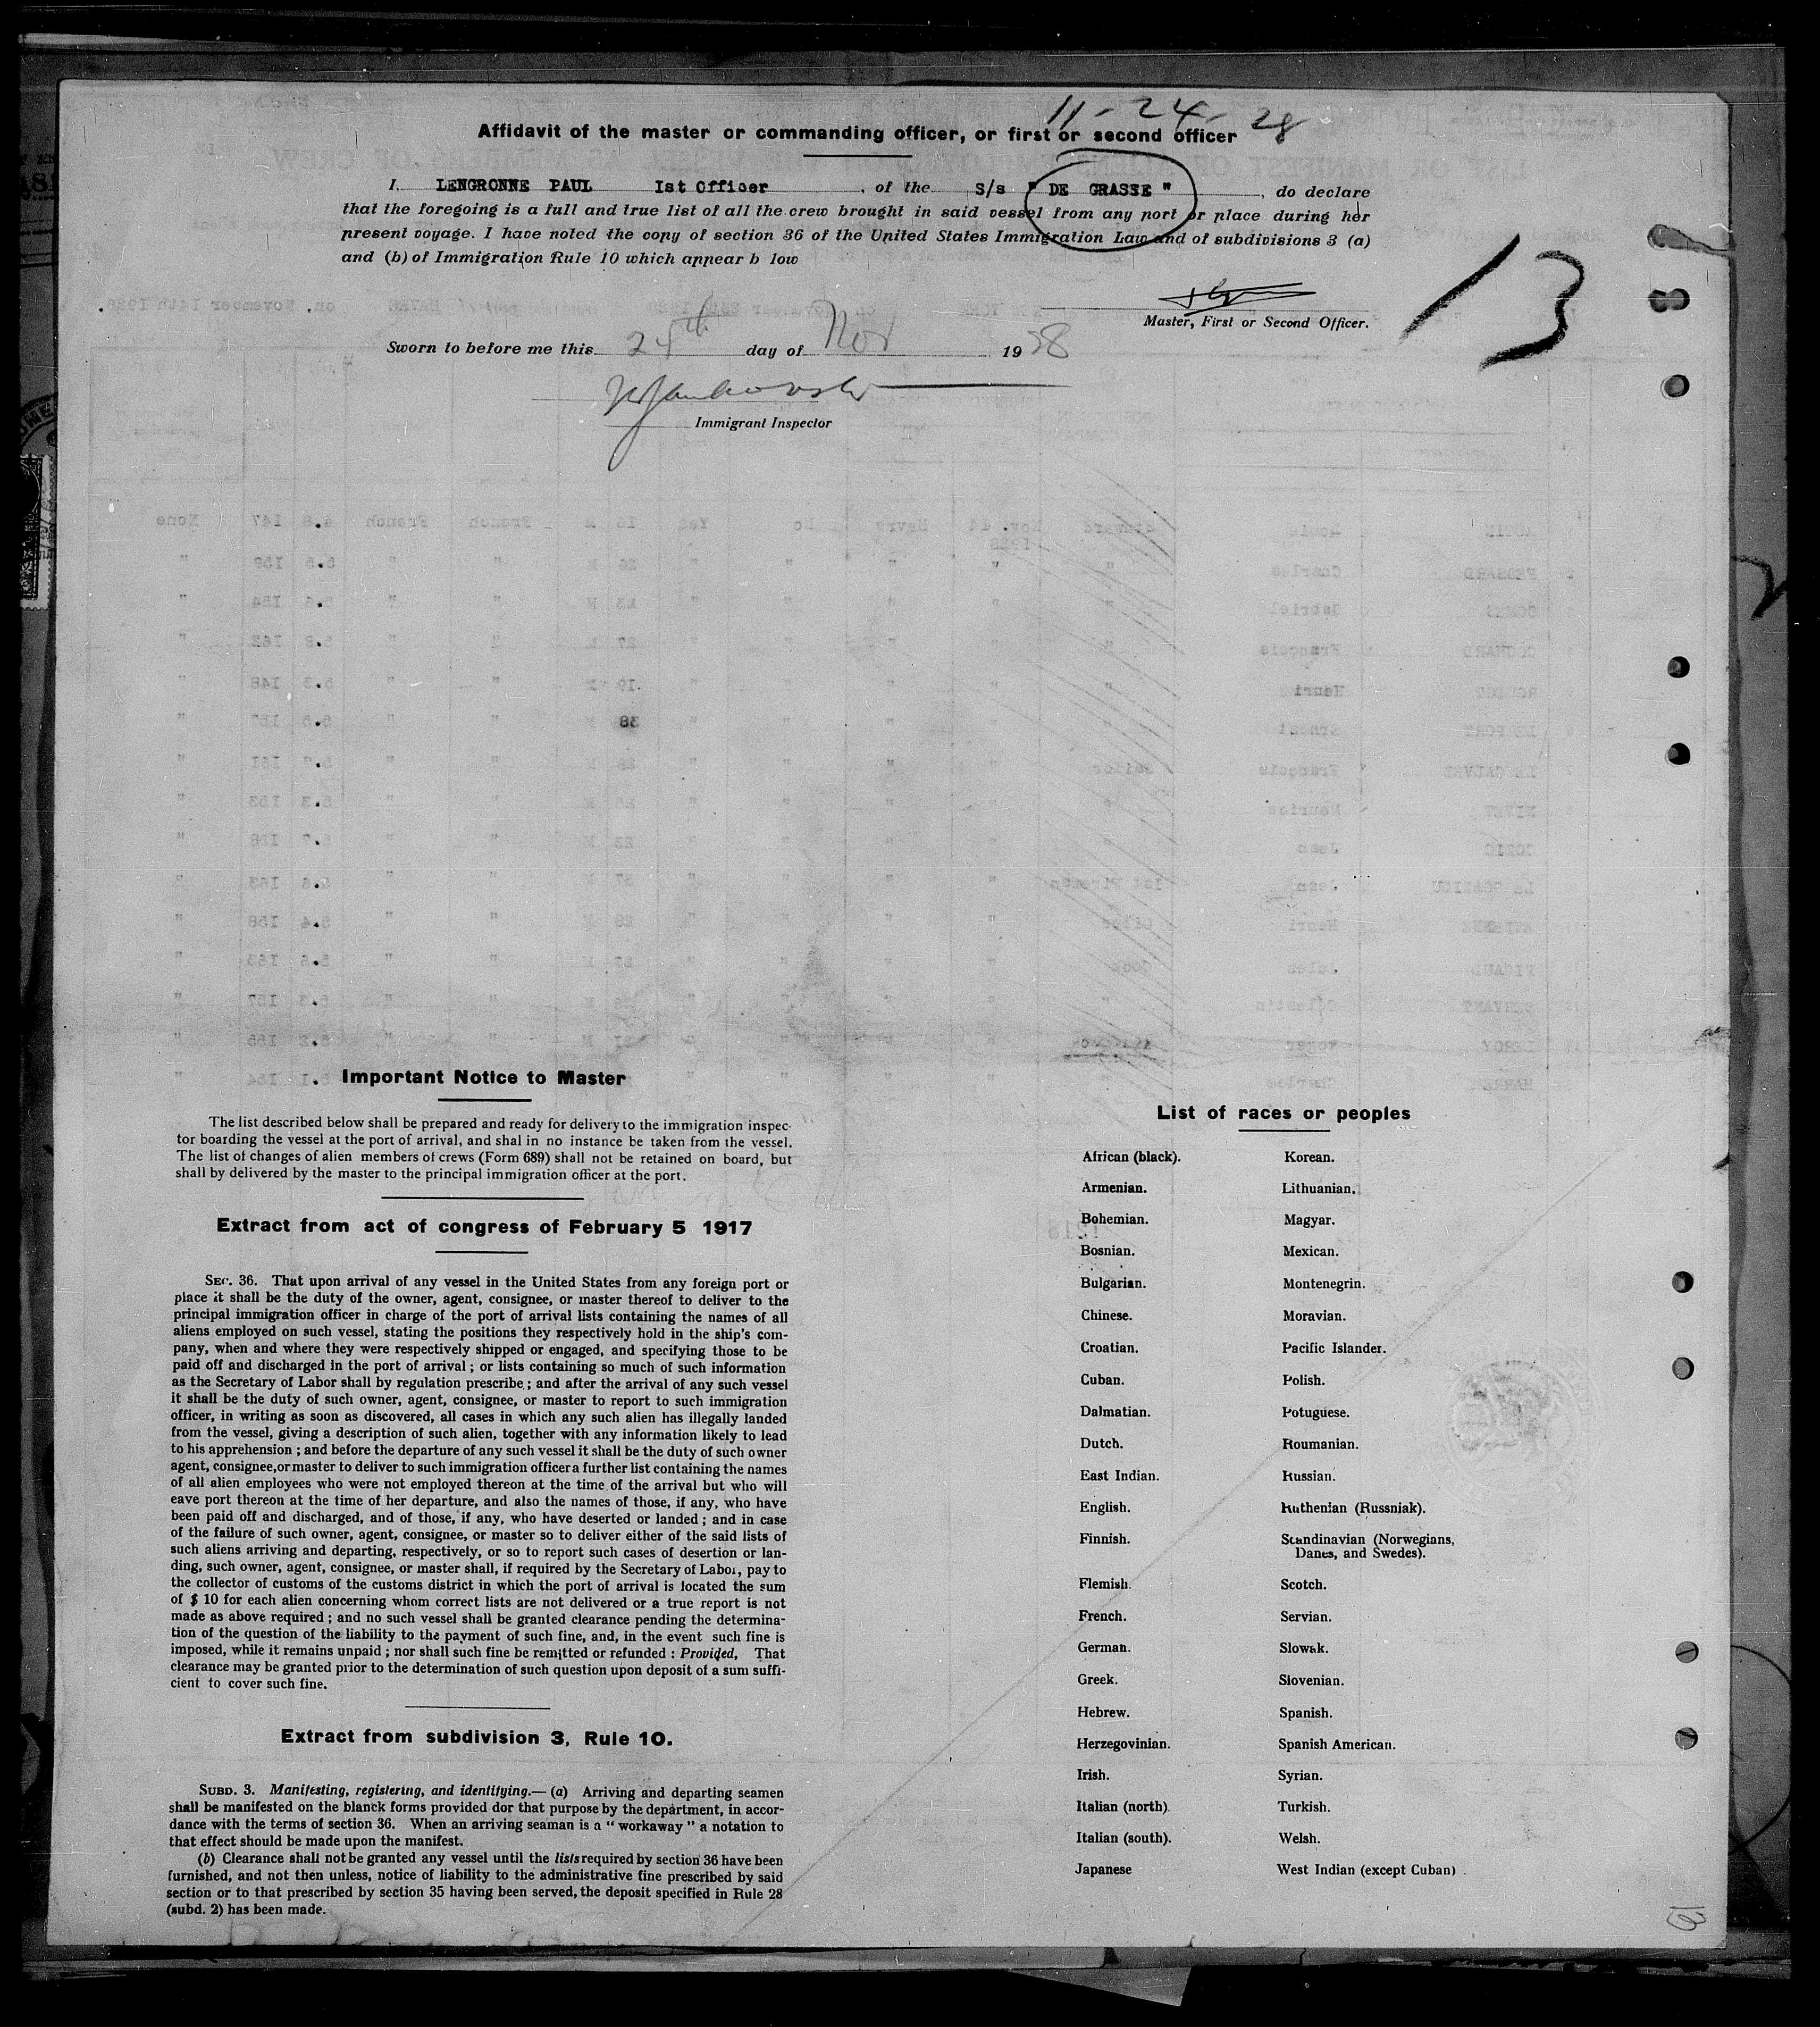 11-24-28
Affidavit of the master or commanding officer, or first or second officer
I. LENGRONNE PAUL Ist Officer , of the S/s " DE GRASSE " , do declare
that the foregoing is a full and true list of all the crew brought in said vessel from any port or place during her
present voyage. I have noted the copy of section 36 of the United States Immigration Law and of subdivisions 3 (a)
and (b) of Immigration Rule 10 which appear b low
13
Master, First or Second Officer.
Sworn to before me this 24th day of Nov 1928
Immigrant Inspector
Important Notice to Master
The list described below shall be prepared and ready for delivery to the immigration inspec-
tor boarding the vessel at the port of arrival, and shal in no instance be taken from the vessel.
The list of changes of alien members of crews (Form 689) shall not be retained on board, but
shall by delivered by the master to the principal immigration officer at the port.
Extract from act of congress of February 5 1917
SEC. 36. That upon arrival of any vessel in the United States from any foreign port or
place it shall be the duty of the owner, agent, consignee, or master thereof to deliver to the
principal immigration officer in charge of the port of arrival lists containing the names of all
aliens employed on such vessel, stating the positions they respectively hold in the ship's com-
pany, when and where they were respectively shipped or engaged, and specifying those to be
paid off and discharged in the port of arrival ; or lists containing so much of such information
as the Secretary of Labor shall by regulation prescribe ; and after the arrival of any such vessel
it shall be the duty of such owner, agent, consignee, or master to report to such immigration
officer, in writing as soon as discovered, all cases in which any such alien has illegally landed
from the vessel, giving a description of such alien, together with any information likely to lead
to his apprehension ; and before the departure of any such vessel it shall be the duty of such owner
agent, consignee, or master to deliver to such immigration officer a further list containing the names
of all alien employees who were not employed thereon at the time of the arrival but who will
eave port thereon at the time of her departure, and also the names of those, if any, who have
been paid off and discharged, and of those, if any, who have deserted or landed ; and in case
of the failure of such owner, agent, consignee, or master so to deliver either of the said lists of
such aliens arriving and departing, respectively, or so to report such cases of desertion or lan-
ding, such owner, agent, consignee, or master shall, if required by the Secretary of Labor, pay to
the collector of customs of the customs district in which the port of arrival is located the sum
of $ 10 for each alien concerning whom correct lists are not delivered or a true report is not
made as above required ; and no such vessel shall be granted clearance pending the determina-
tion of the question of the liability to the payment of such fine, and, in the event such fine is
imposed, while it remains unpaid ; nor shall such fine be remitted or refunded : Provided, That
clearance may be granted prior to the determination of such question upon deposit of a sum suffi-
cient to cover such fine.
Extract from subdivision 3, Rule 10.
SUBD. 3. Manifesting, registering, and identifying.— (a) Arriving and departing seamen
shall be manifested on the blanck forms provided dor that purpose by the department, in accor-
dance with the terms of section 36. When an arriving seaman is a " workaway " a notation to
that effect should be made upon the manifest.
(b) Clearance shall not be granted any vessel until the lists required by section 36 have been
furnished, and not then unless, notice of liability to the administrative fine prescribed by said
section or to that prescribed by section 35 having been served, the deposit specified in Rule 28
(subd. 2) has been made.
List of races or peoples
African (black). Korean.
Armenian. Lithuanian.
Bohemian. Magyar.
Bosnian. Mexican.
Bulgarian. Montenegrin.
Chinese. Moravian.
Croatian. Pacific Islander.
Cuban. Polish.
Dalmatian. Potuguese.
Dutch. Roumanian.
East Indian. Russian.
English. Ruthenian (Russniak).
Finnish. Scandinavian (Norwegians,
Danes, and Swedes).
Flemish. Scotch.
French. Servian.
German. Slowak.
Greek. Slovenian.
Hebrew. Spanish.
Herzegovinian. Spanish American.
Irish. Syrian.
Italian (north). Turkish.
Italian (south). Welsh.
Japanese West Indian (except Cuban)
13